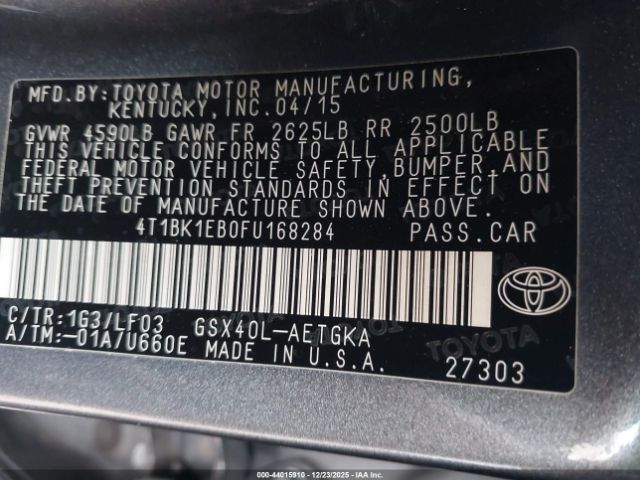 MFD.BY:TOYOTA MOTOR MANUFACTURING,
KENTUCKY,INC.04/15
GVWR 4590LB GAWR FR 2625LB RR 2500LB
THIS VEHICLE CONFORMS TO ALL APPLICABLE
FEDERAL MOTOR VEHICLE SAFETY,BUMPER,AND
THEFT PREVENTION STANDARDS IN EFFECT ON
THE DATE OF MANUFACTURE SHOWN ABOVE.
4T1BK1EB0FU168284 PASS.CAR
C/TR:1G3/LF03 GSX40L-AETGKA
A/TM:-01A/U660E MADE IN U.S.A.
TOYOTA
27303
000-44015910 - 12/23/2025 - IAAI.COM